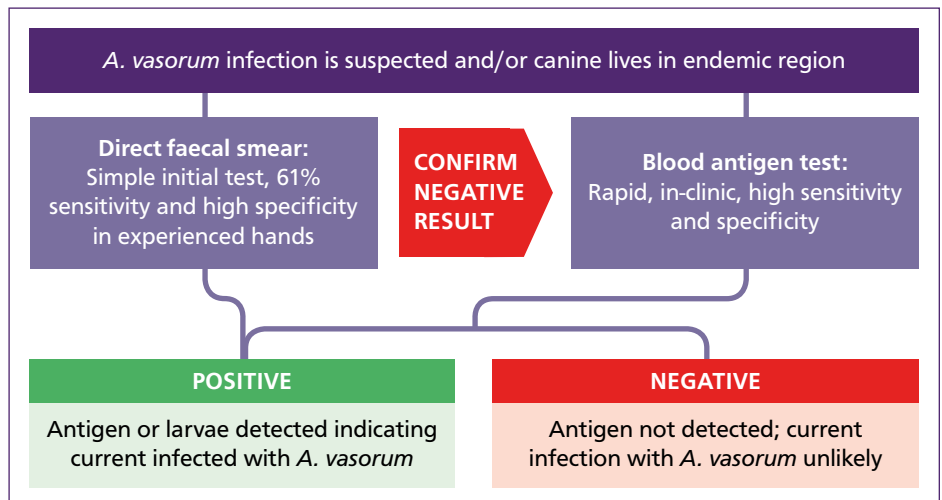 A. vasorum infection is suspected and/or canine lives in endemic region
Direct faecal smear:
Simple initial test, 61%
sensitivity and high specificity
in experienced hands
CONFIRM
NEGATIVE
RESULT
Blood antigen test:
Rapid, in-clinic, high sensitivity
and specificity
POSITIVE
Antigen or larvae detected indicating
current infected with A. vasorum
NEGATIVE
Antigen not detected; current
infection with A. vasorum unlikely